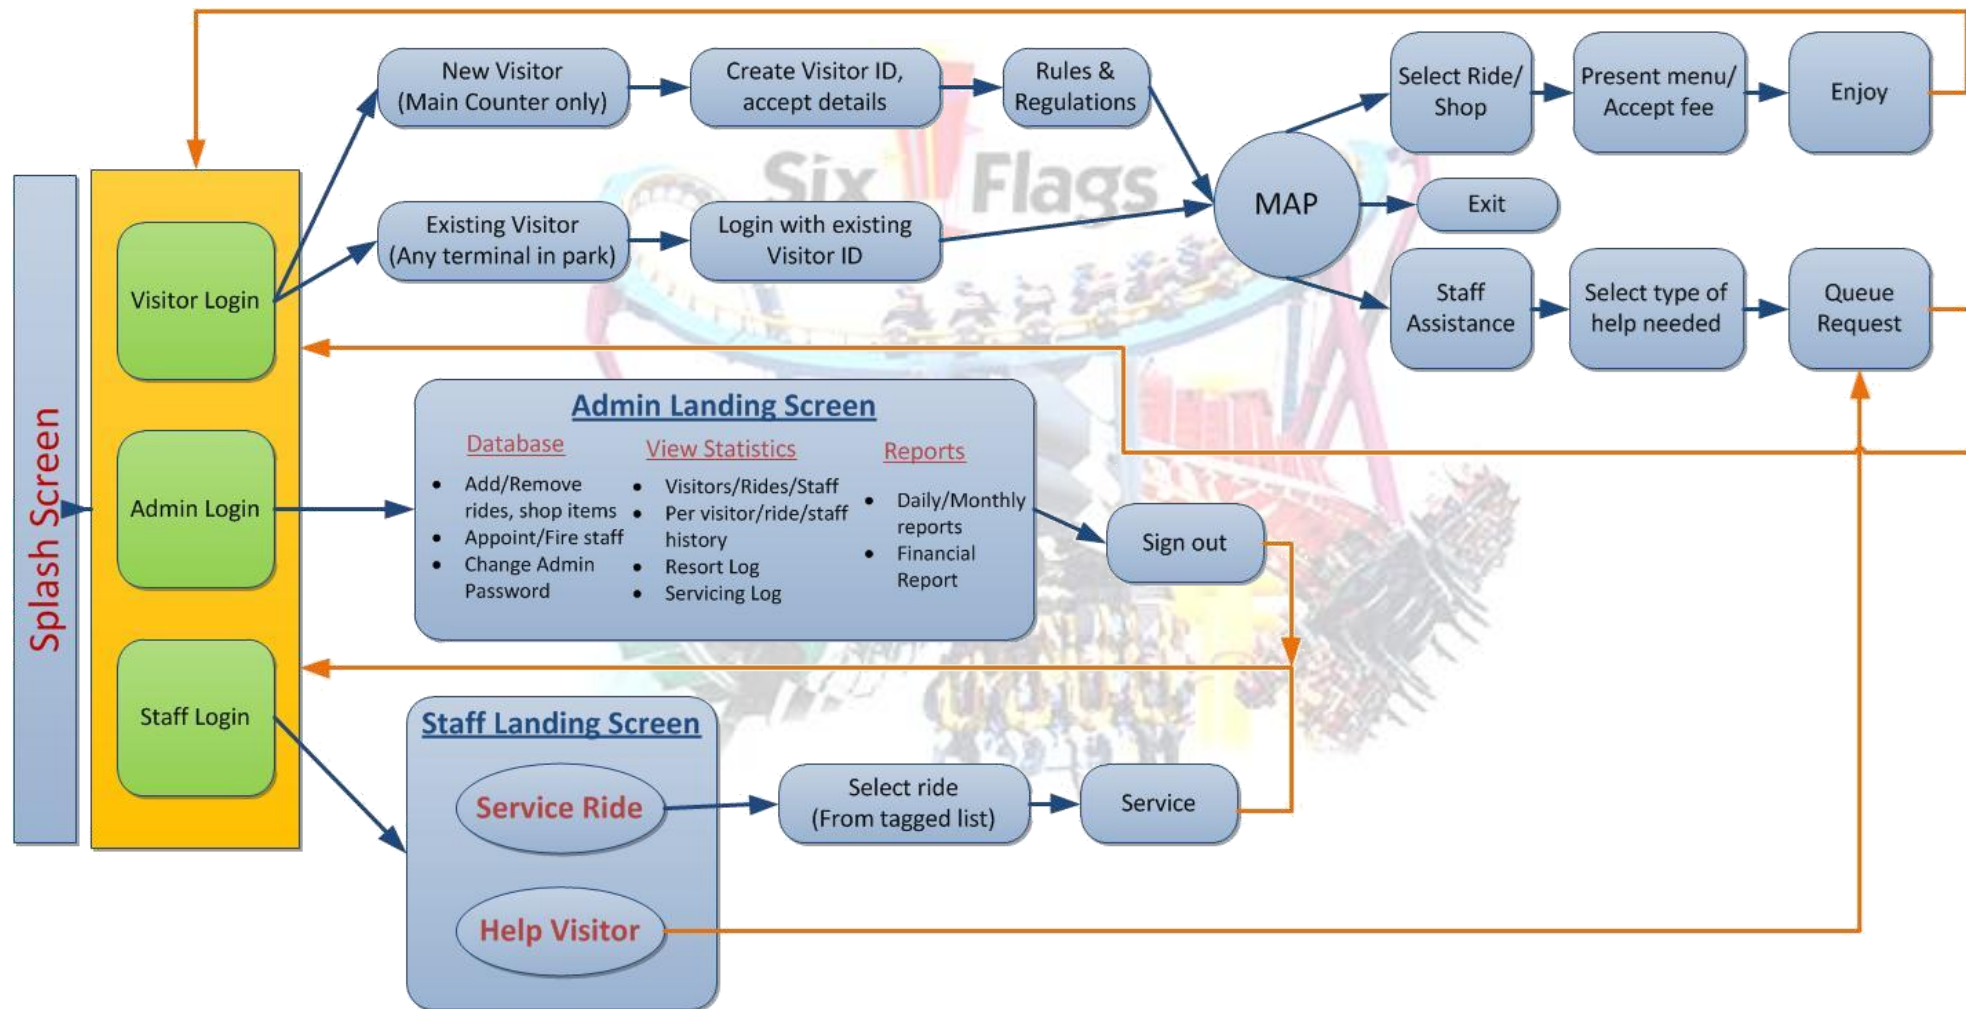 New Visitor
(Main Counter only)
Create Visitor ID,
accept details
Rules &
Regulations
Select Ride/
Shop
Present menu/
Accept fee
Enjoy
Six Flags
MAP
Exit
Existing Visitor
(Any terminal in park)
Login with existing
Visitor ID
Staff
Assistance
Select type of
help needed
Queue
Request
Splash Screen
Visitor Login
Admin Login
Staff Login
Admin Landing Screen
Database
• Add/Remove
rides, shop items
• Appoint/Fire staff
• Change Admin
Password
View Statistics
• Visitors/Rides/Staff
• Per visitor/ride/staff
history
• Resort Log
• Servicing Log
Reports
• Daily/Monthly
reports
• Financial
Report
Sign out
Staff Landing Screen
Service Ride
Select ride
(From tagged list)
Service
Help Visitor